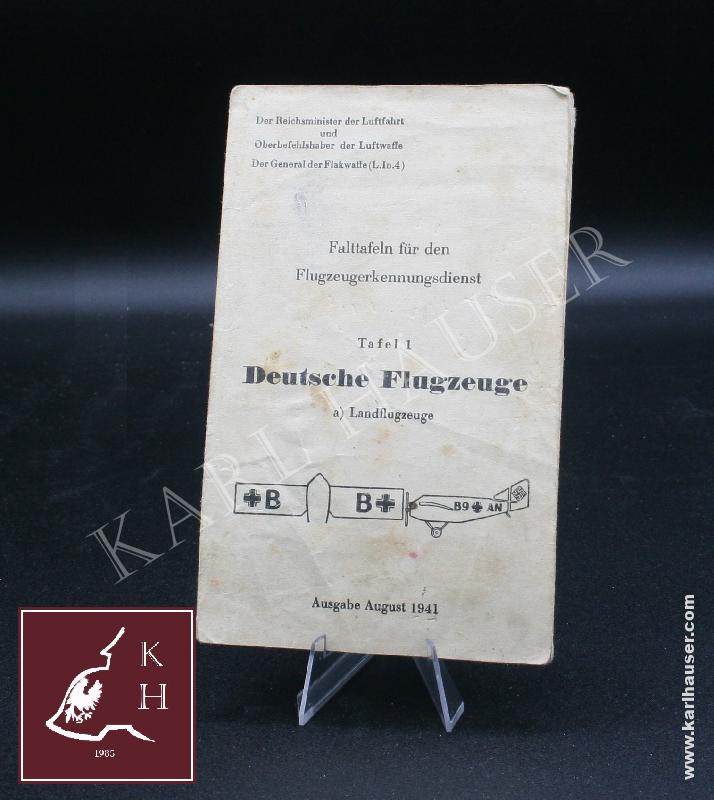 Der Reichsminister der Luftfahrt
und
Oberbefehlshaber der Luftwaffe
Der General der Flakwaffe (L.In.4)
Falttafeln für den
Flugzeugerkennungsdienst
Tafel 1
Deutsche Flugzeuge
a) Landflugzeuge
B B B9 AN
Ausgabe August 1941
KARL HAUSER
K
H
1985
www.karlhauser.com